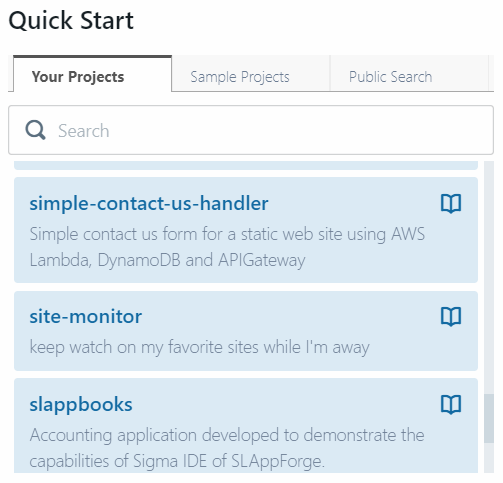 Quick Start
Your Projects
Sample Projects
Public Search
Search
simple-contact-us-handler
Simple contact us form for a static web site using AWS
Lambda, DynamoDB and APIGateway
site-monitor
keep watch on my favorite sites while I'm away
slappbooks
Accounting application developed to demonstrate the
capabilities of Sigma IDE of SLAppForge.